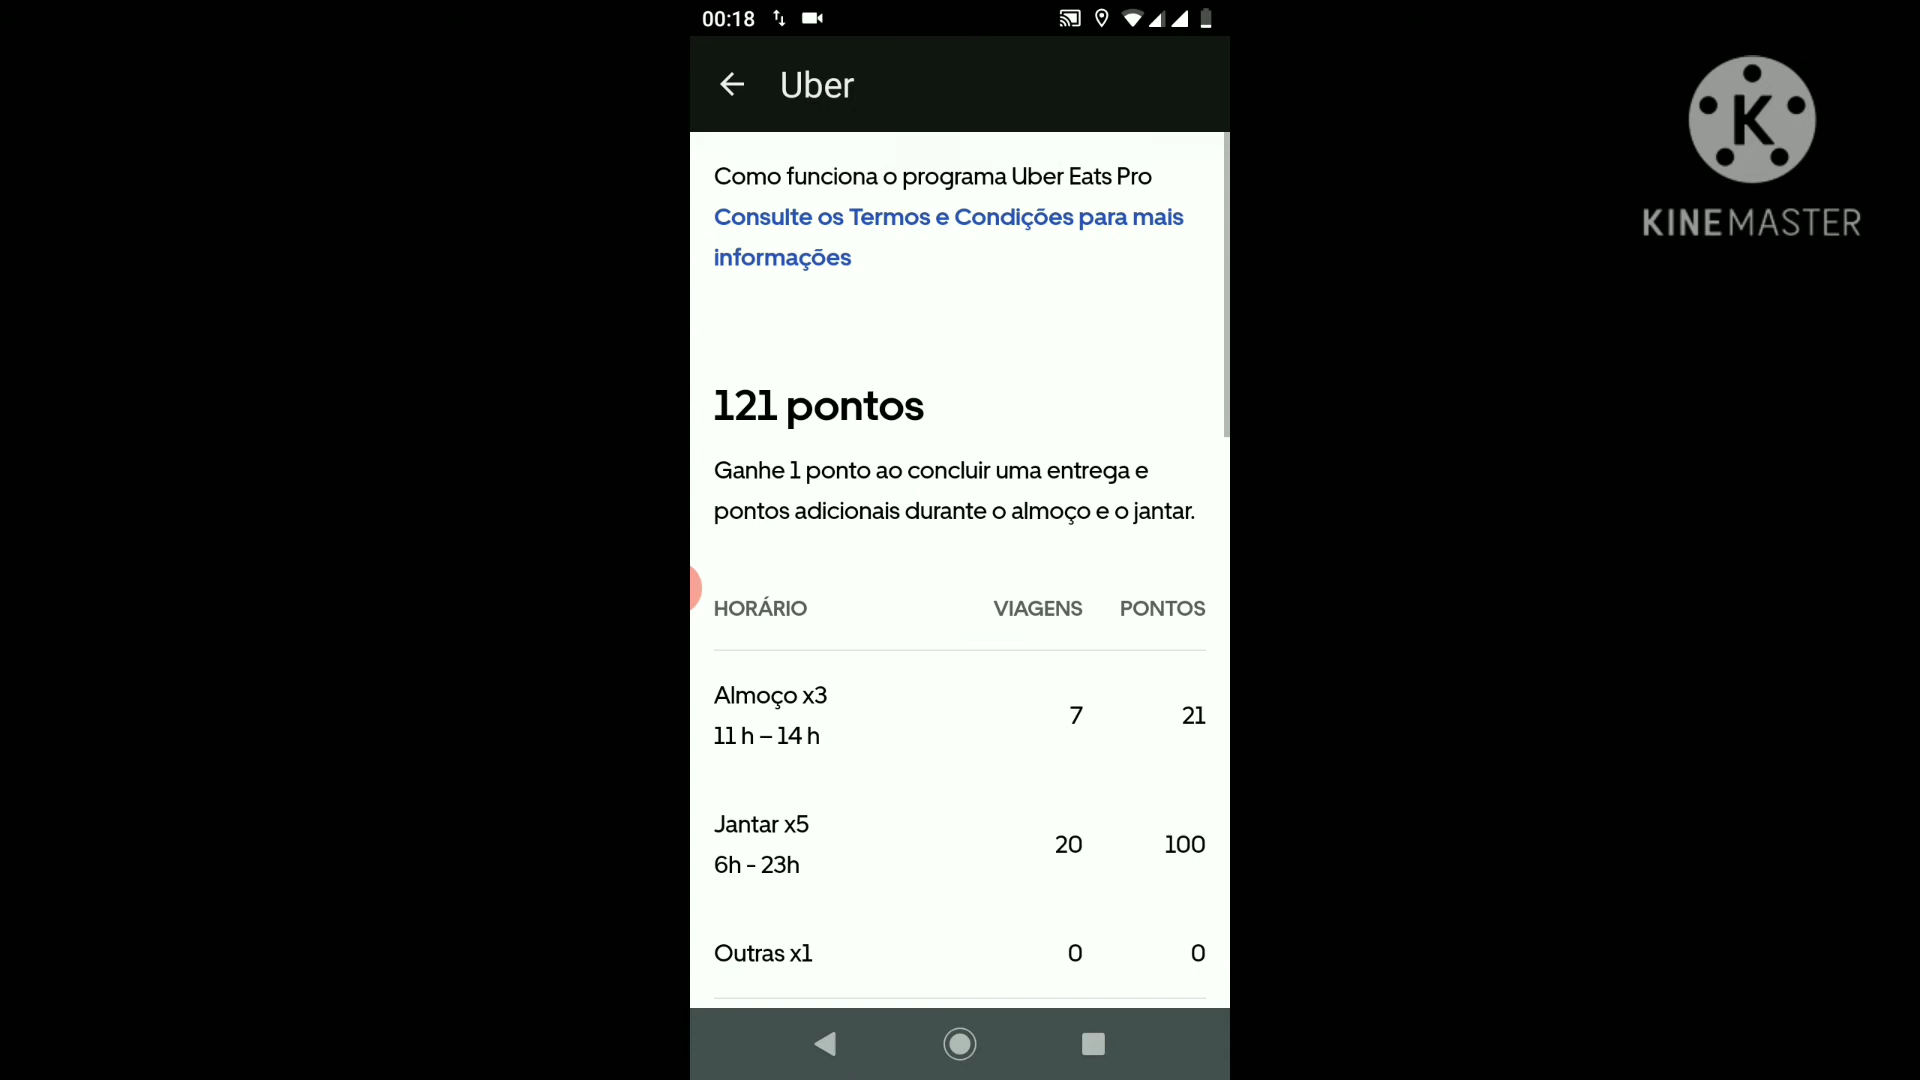 00:18
Uber
K
KINEMASTER
Como funciona o programa Uber Eats Pro
Consulte os Termos e Condições para mais
informações
121 pontos
Ganhe 1 ponto ao concluir uma entrega e
pontos adicionais durante o almoço e o jantar.
HORÁRIO VIAGENS PONTOS
Almoço x3
11 h – 14 h
7 21
Jantar x5
6h - 23h
20 100
Outras x1 0 0